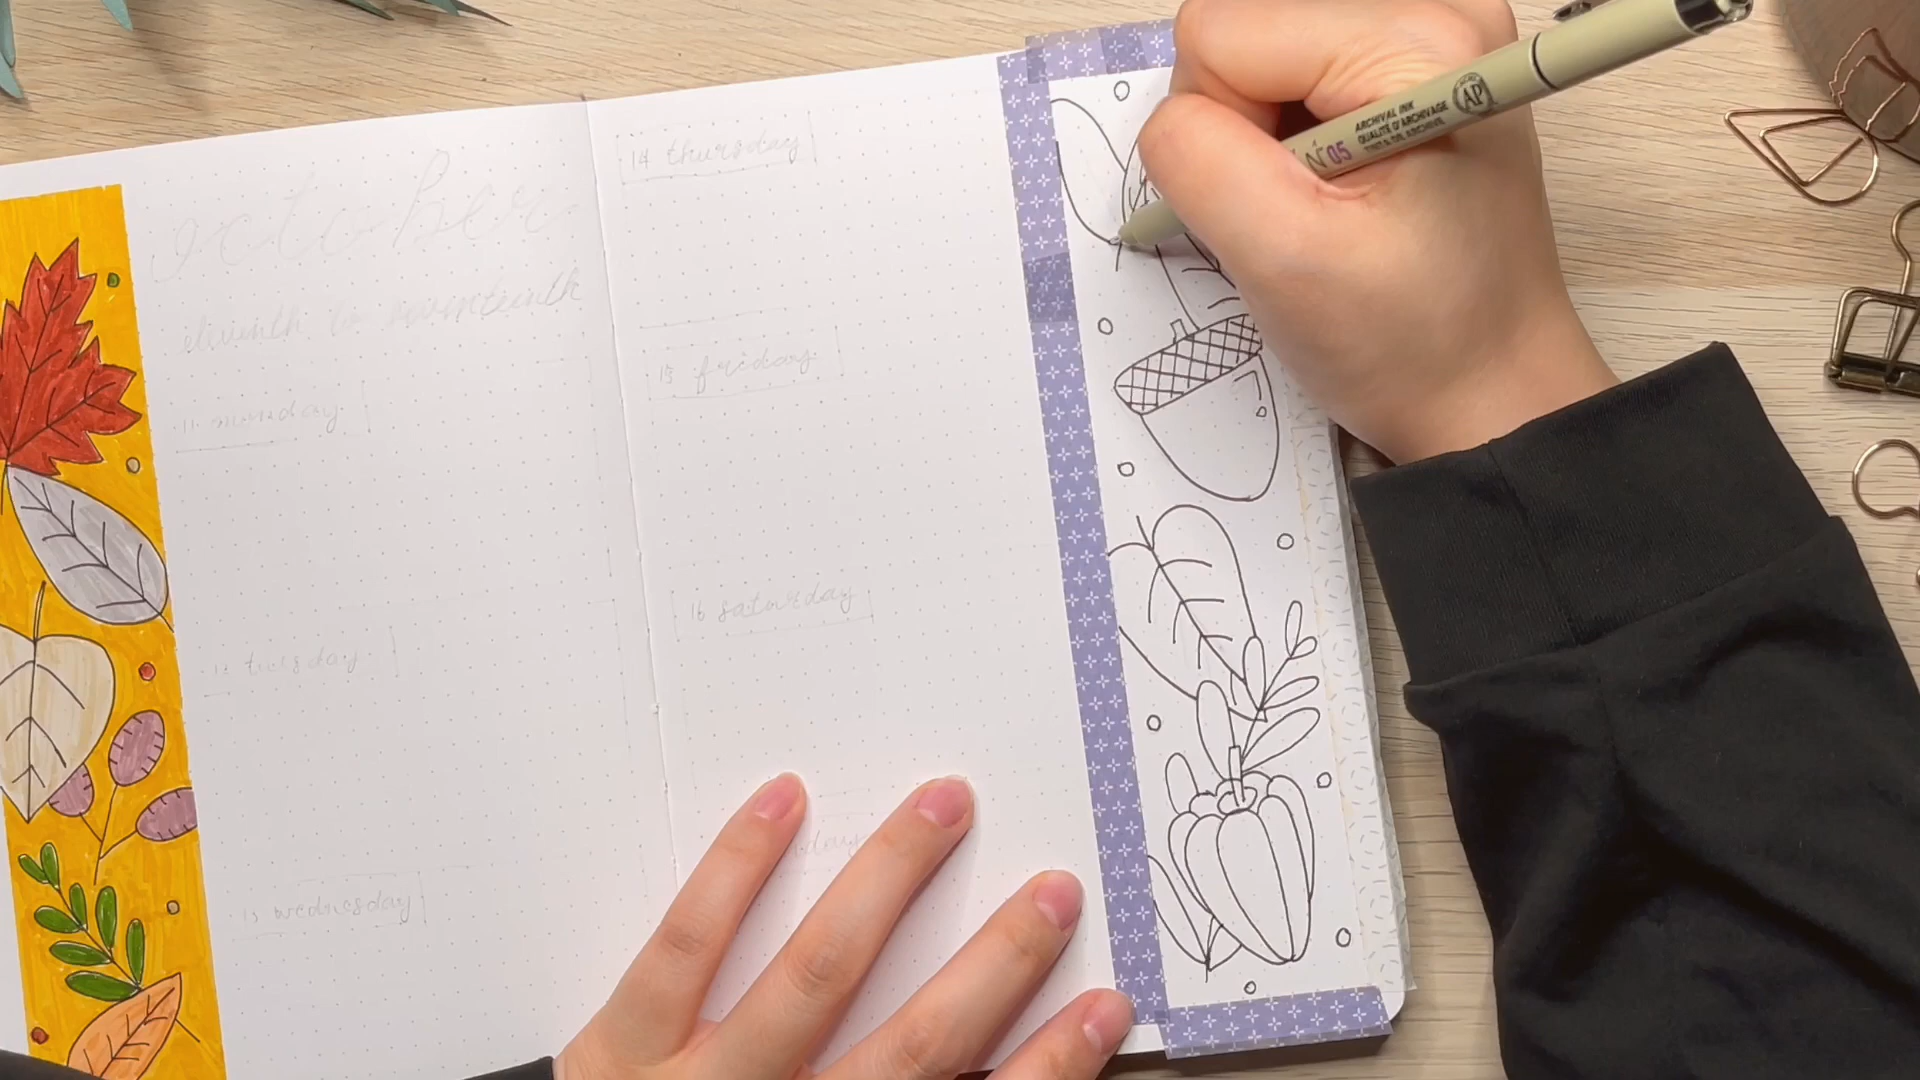 october
eleventh to seventeenth
11 monday
12 tuesday
13 wednesday
14 thursday
15 friday
16 saturday
ARCHIVAL INK
QUALITÉ D'ARCHIVAGE
AP
N° 05